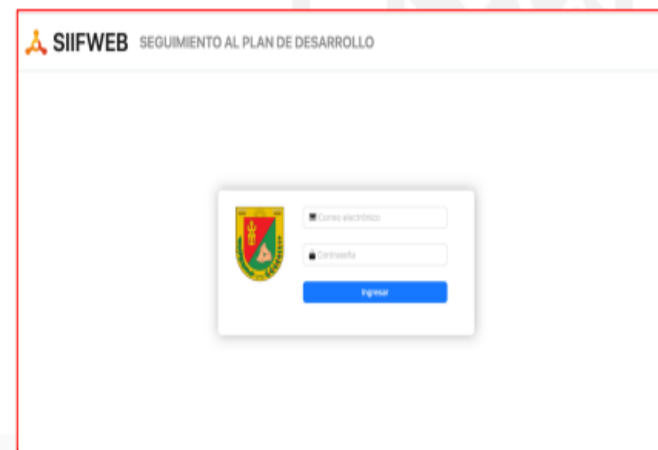 SIIFWEB SEGUIMIENTO AL PLAN DE DESARROLLO
Correo electrónico
Contraseña
Ingresar